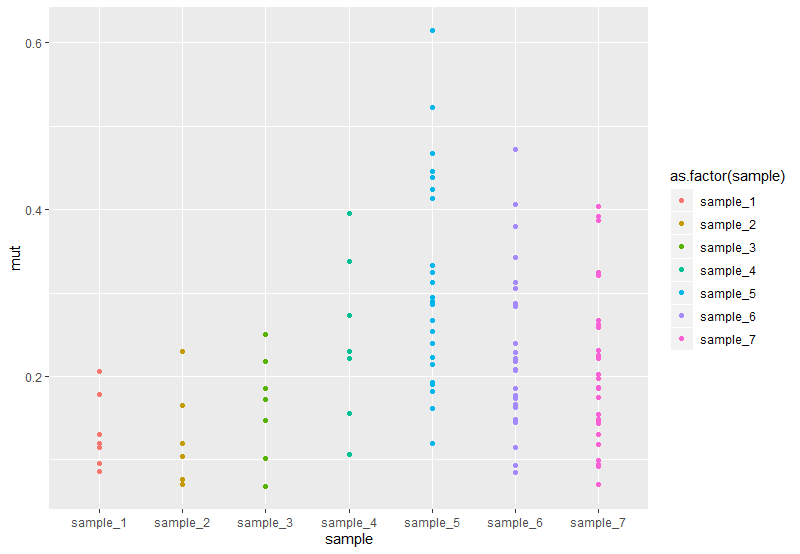 0.6
0.4
0.2
mut
sample_1 sample_2 sample_3 sample_4 sample_5 sample_6 sample_7
sample
as.factor(sample)
sample_1
sample_2
sample_3
sample_4
sample_5
sample_6
sample_7